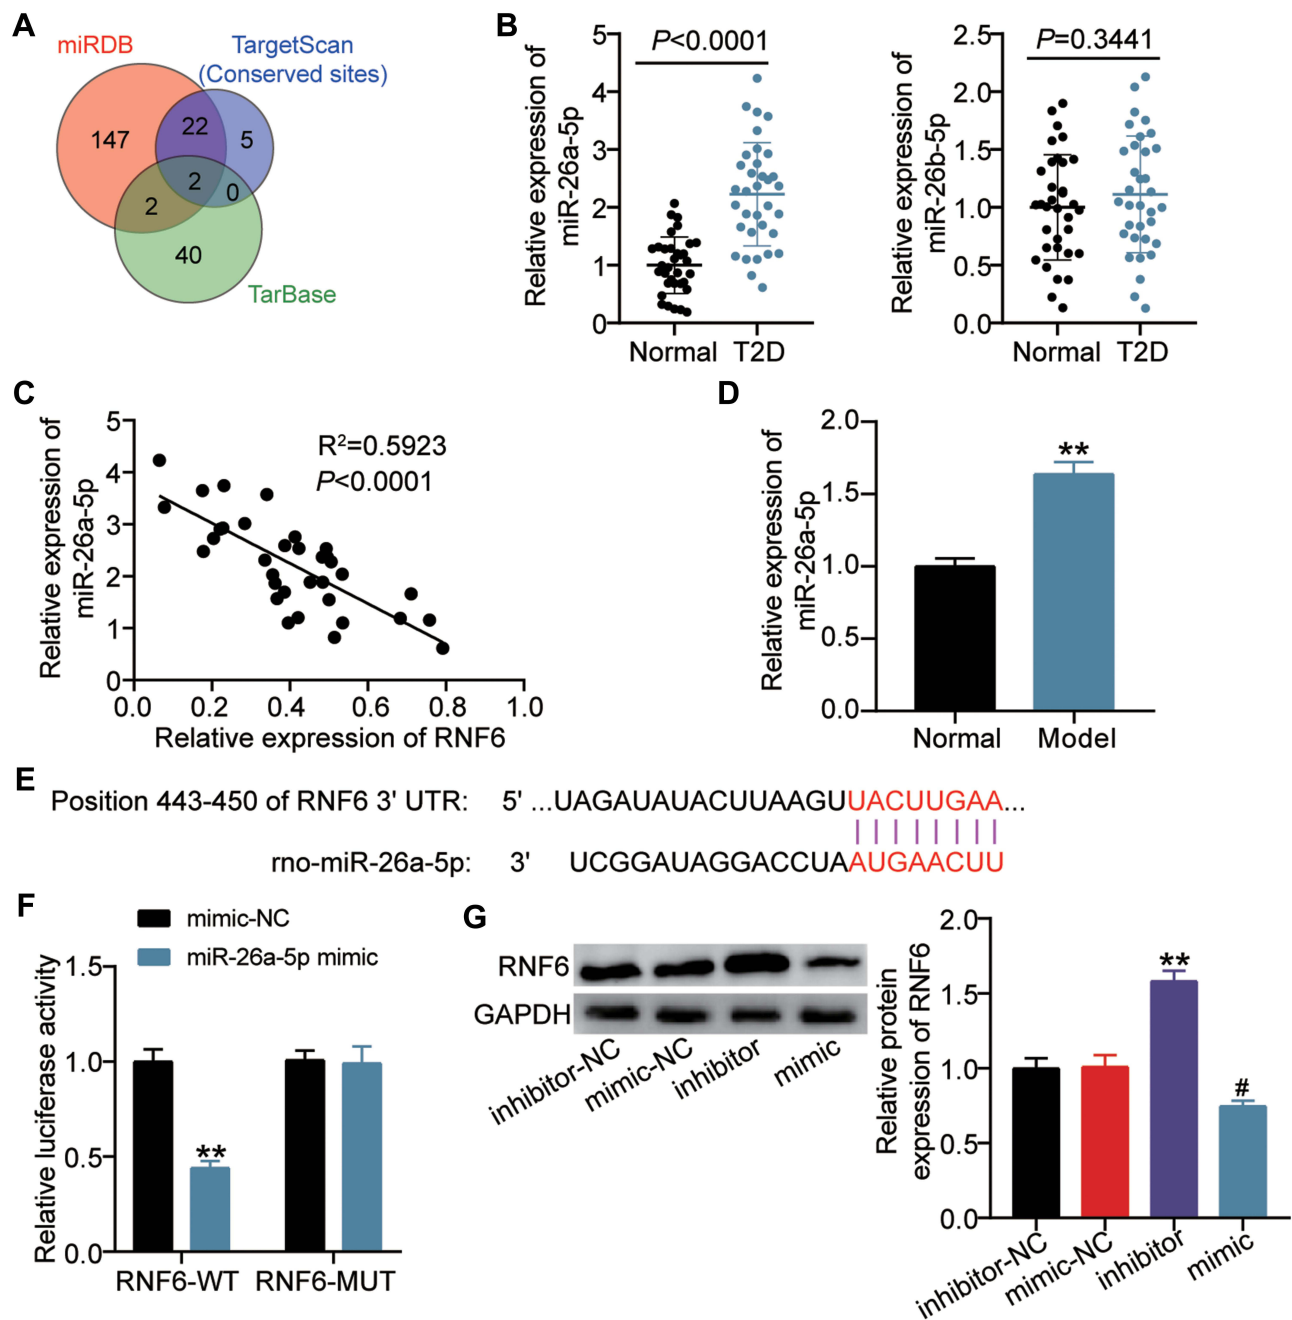 A
miRDB
TargetScan
(Conserved sites)
147
22
5
2
0
2
40
TarBase
B
Relative expression of
miR-26a-5p
5
4
3
2
1
0
P<0.0001
Normal
T2D
Relative expression of
miR-26b-5p
2.5
2.0
1.5
1.0
0.5
0.0
P=0.3441
Normal
T2D
C
Relative expression of
miR-26a-5p
5
4
3
2
1
0
R²=0.5923
P<0.0001
0.0 0.2 0.4 0.6 0.8 1.0
Relative expression of RNF6
D
Relative expression of
miR-26a-5p
2.0
1.5
1.0
0.5
0.0
**
Normal
Model
E
Position 443-450 of RNF6 3' UTR: 5' ...UAGAUAUACUUAAGUUACUUGAA...
rno-miR-26a-5p: 3' UCGGAUAGGACCUAAUGAACUU
F
mimic-NC
miR-26a-5p mimic
Relative luciferase activity
1.5
1.0
0.5
0.0
**
RNF6-WT
RNF6-MUT
G
RNF6
GAPDH
inhibitor-NC
mimic-NC
inhibitor
mimic
Relative protein
expression of RNF6
2.0
1.5
1.0
0.5
0.0
**
#
inhibitor-NC
mimic-NC
inhibitor
mimic